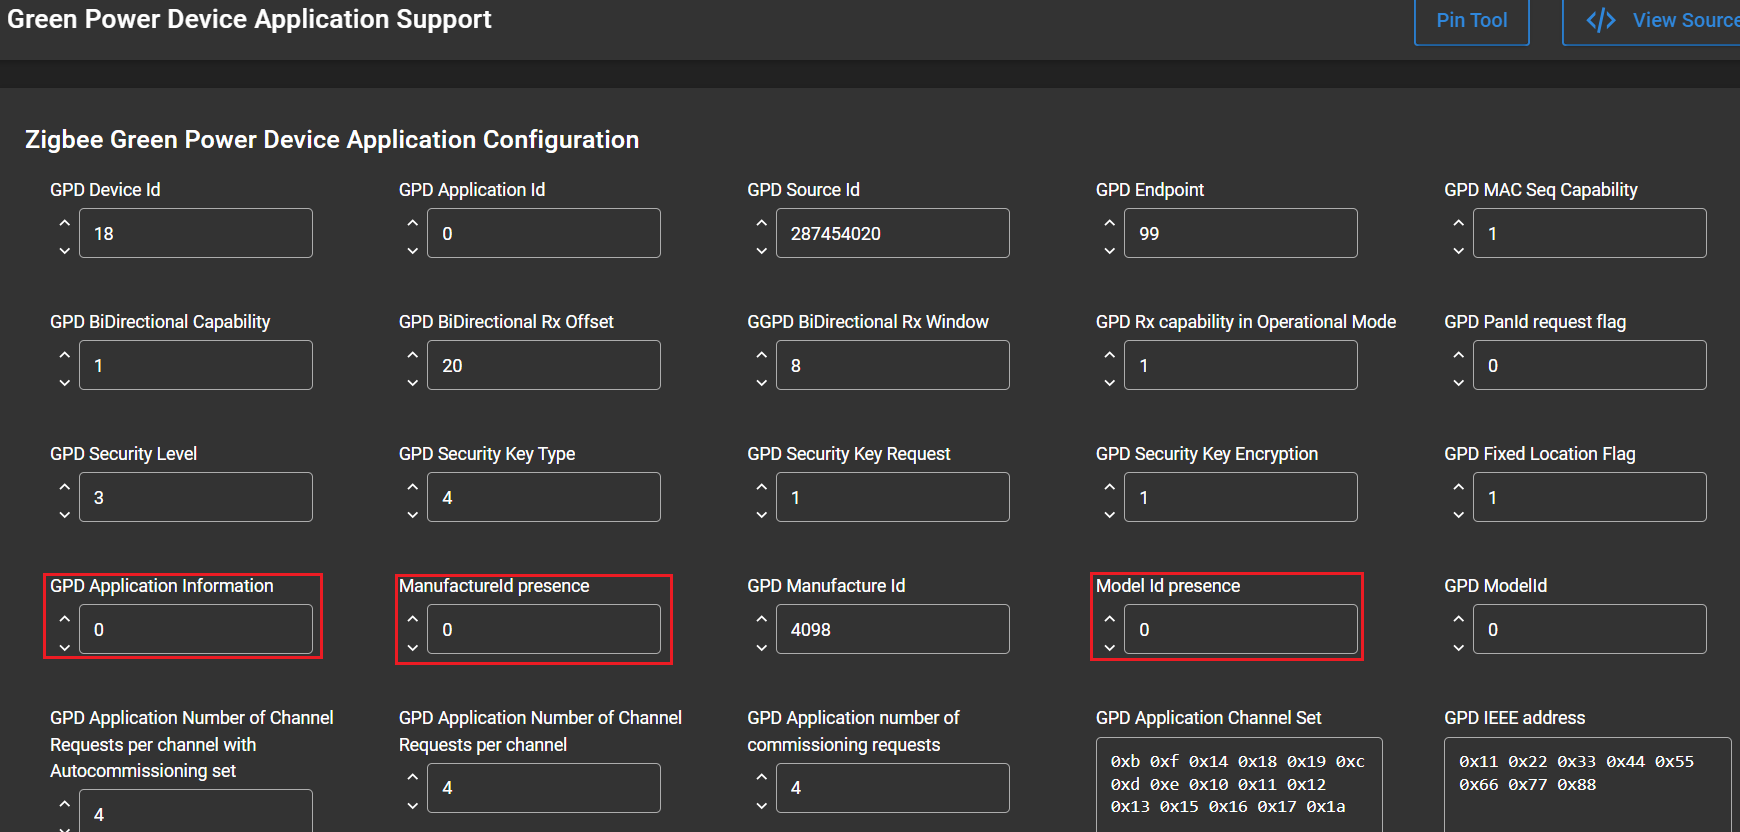 Green Power Device Application Support
Pin Tool
</> View Source
Zigbee Green Power Device Application Configuration
GPD Device Id
GPD Application Id
GPD Source Id
GPD Endpoint
GPD MAC Seq Capability
18
0
287454020
99
1
GPD BiDirectional Capability
GPD BiDirectional Rx Offset
GGPD BiDirectional Rx Window
GPD Rx capability in Operational Mode
GPD PanId request flag
1
20
8
1
0
GPD Security Level
GPD Security Key Type
GPD Security Key Request
GPD Security Key Encryption
GPD Fixed Location Flag
3
4
1
1
1
GPD Application Information
ManufactureId presence
GPD Manufacture Id
Model Id presence
GPD ModelId
0
0
4098
0
0
GPD Application Number of Channel
Requests per channel with
Autocommissioning set
4
GPD Application Number of Channel
Requests per channel
4
GPD Application number of
commissioning requests
4
GPD Application Channel Set
0xb 0xf 0x14 0x18 0x19 0xc
0xd 0xe 0x10 0x11 0x12
0x13 0x15 0x16 0x17 0x1a
GPD IEEE address
0x11 0x22 0x33 0x44 0x55
0x66 0x77 0x88